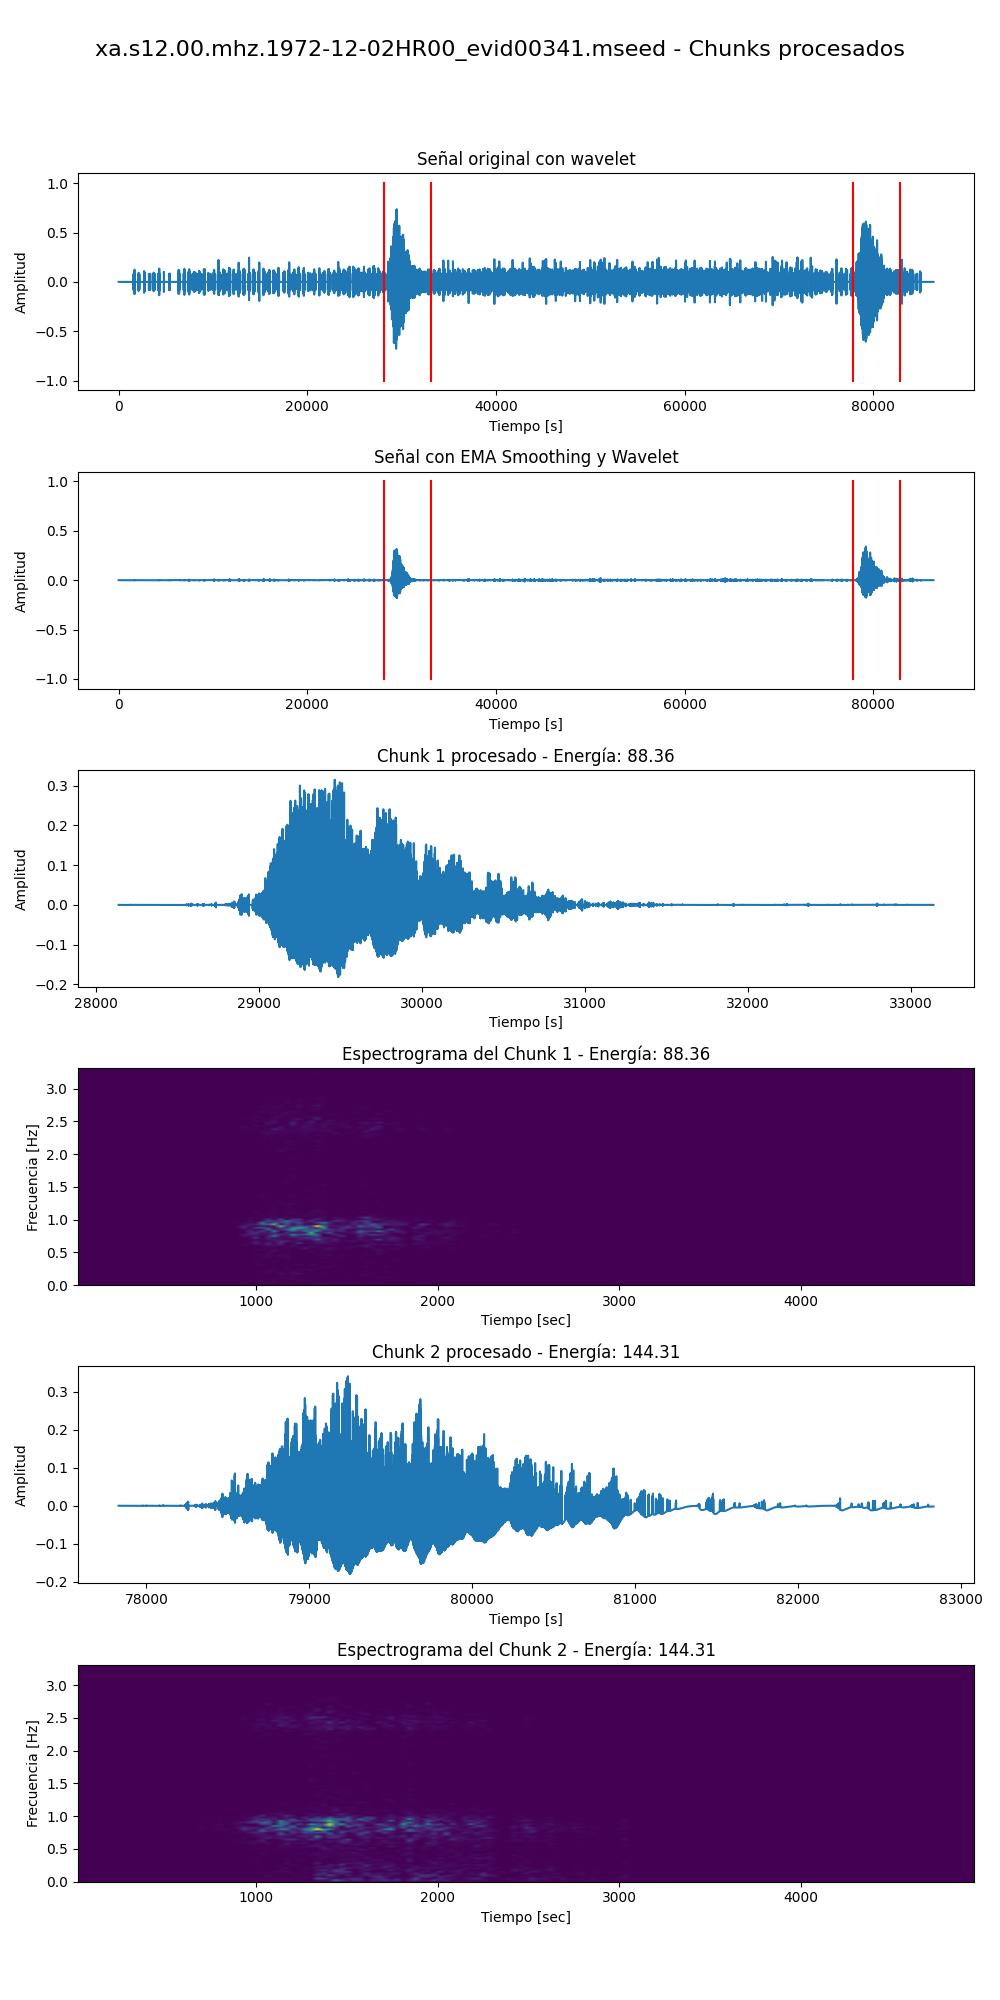 xa.s12.00.mhz.1972-12-02HR00_evid00341.mseed - Chunks procesados
Señal original con wavelet
1.0
0.5
0.0
−0.5
−1.0
Amplitud
0 20000 40000 60000 80000
Tiempo [s]
Señal con EMA Smoothing y Wavelet
1.0
0.5
0.0
−0.5
−1.0
Amplitud
0 20000 40000 60000 80000
Tiempo [s]
Chunk 1 procesado - Energía: 88.36
0.3
0.2
0.1
0.0
−0.1
−0.2
Amplitud
28000 29000 30000 31000 32000 33000
Tiempo [s]
Espectrograma del Chunk 1 - Energía: 88.36
3.0
2.5
2.0
1.5
1.0
0.5
0.0
Frecuencia [Hz]
1000 2000 3000 4000
Tiempo [sec]
Chunk 2 procesado - Energía: 144.31
0.3
0.2
0.1
0.0
−0.1
−0.2
Amplitud
78000 79000 80000 81000 82000 83000
Tiempo [s]
Espectrograma del Chunk 2 - Energía: 144.31
3.0
2.5
2.0
1.5
1.0
0.5
0.0
Frecuencia [Hz]
1000 2000 3000 4000
Tiempo [sec]